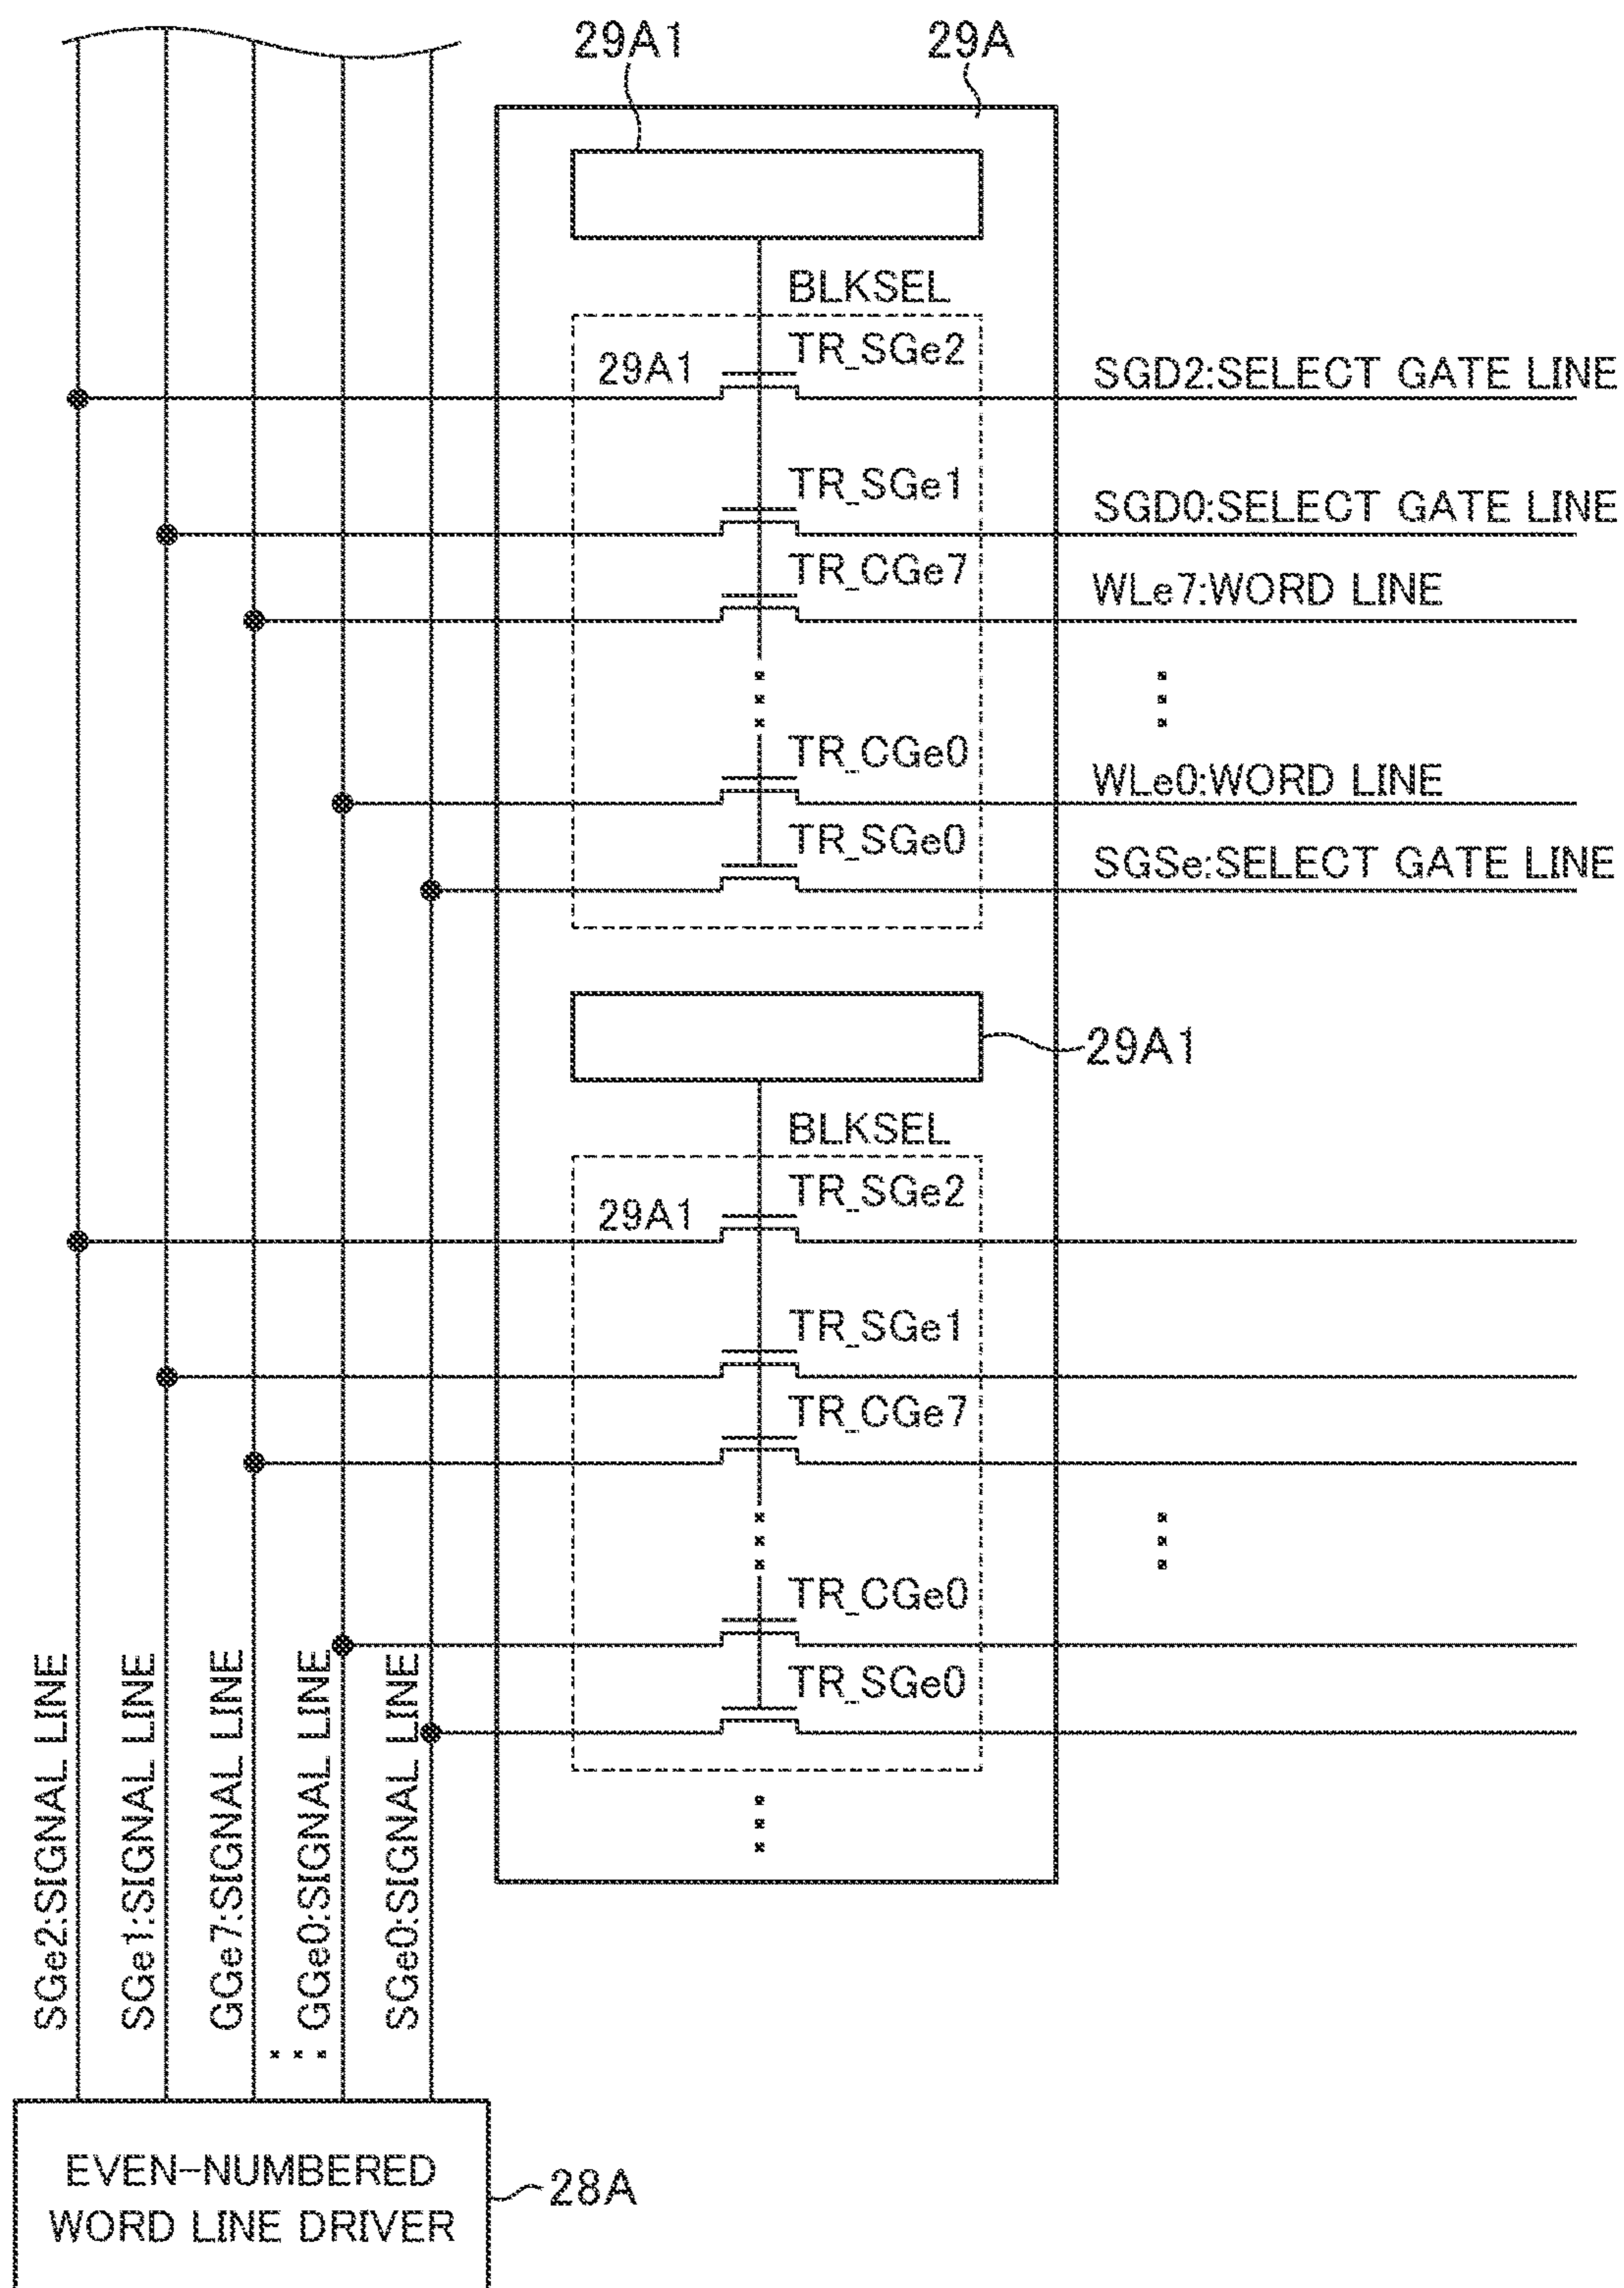 29A1
29A
BLKSEL
TR_SGe2
29A1
SGD2:SELECT GATE LINE
TR_SGe1
SGD0:SELECT GATE LINE
TR_CGe7
WLe7:WORD LINE
TR_CGe0
WLe0:WORD LINE
TR_SGe0
SGSe:SELECT GATE LINE
29A1
BLKSEL
TR_SGe2
29A1
TR_SGe1
TR_CGe7
TR_CGe0
TR_SGe0
SGe2:SIGNAL LINE
SGe1:SIGNAL LINE
GGe7:SIGNAL LINE
GGe0:SIGNAL LINE
SGe0:SIGNAL LINE
EVEN-NUMBERED
WORD LINE DRIVER
28A